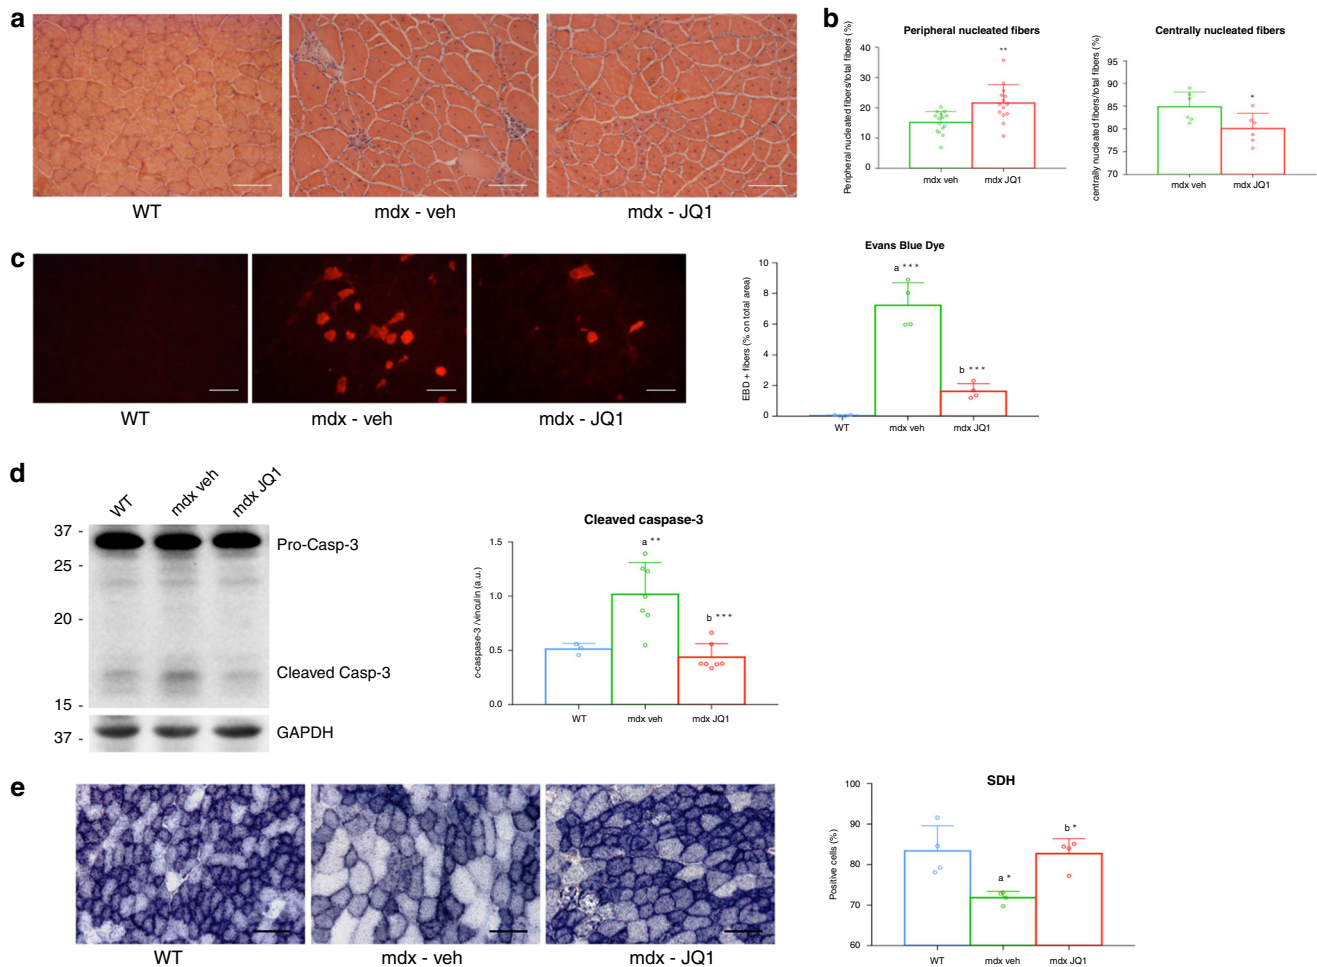 a
WT
mdx - veh
mdx - JQ1
b
Peripheral nucleated fibers
Peripheral nucleated fibers/total fibers (%)
40
30
20
10
0
**
mdx veh
mdx JQ1
Centrally nucleated fibers
centrally nucleated fibers/total fibers (%)
95
90
85
80
75
70
*
mdx veh
mdx JQ1
c
WT
mdx - veh
mdx - JQ1
Evans Blue Dye
EBD + fibers (% on total area)
10
8
6
4
2
0
a ***
b ***
WT
mdx veh
mdx JQ1
d
WT
mdx veh
mdx JQ1
37 -
25 -
20 -
15 -
37 -
Pro-Casp-3
Cleaved Casp-3
GAPDH
Cleaved caspase-3
c-caspase-3 /vinculin (a.u.)
1.5
1.0
0.5
0.0
a **
b ***
WT
mdx veh
mdx JQ1
e
WT
mdx - veh
mdx - JQ1
SDH
Positive cells (%)
100
90
80
70
60
a *
b *
WT
mdx veh
mdx JQ1